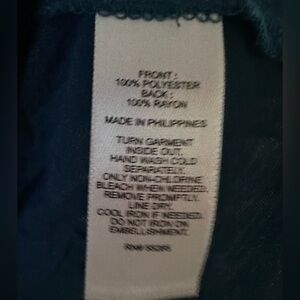 FRONT:
100% POLYESTER
BACK:
100% RAYON
MADE IN PHILIPPINES
TURN GARMENT
INSIDE OUT.
HAND WASH COLD
SEPARATELY.
ONLY NON-CHLORINE
BLEACH WHEN NEEDED.
REMOVE PROMPTLY.
LINE DRY.
COOL IRON IF NEEDED.
DO NOT IRON ON
EMBELLISHMENT.
RN#